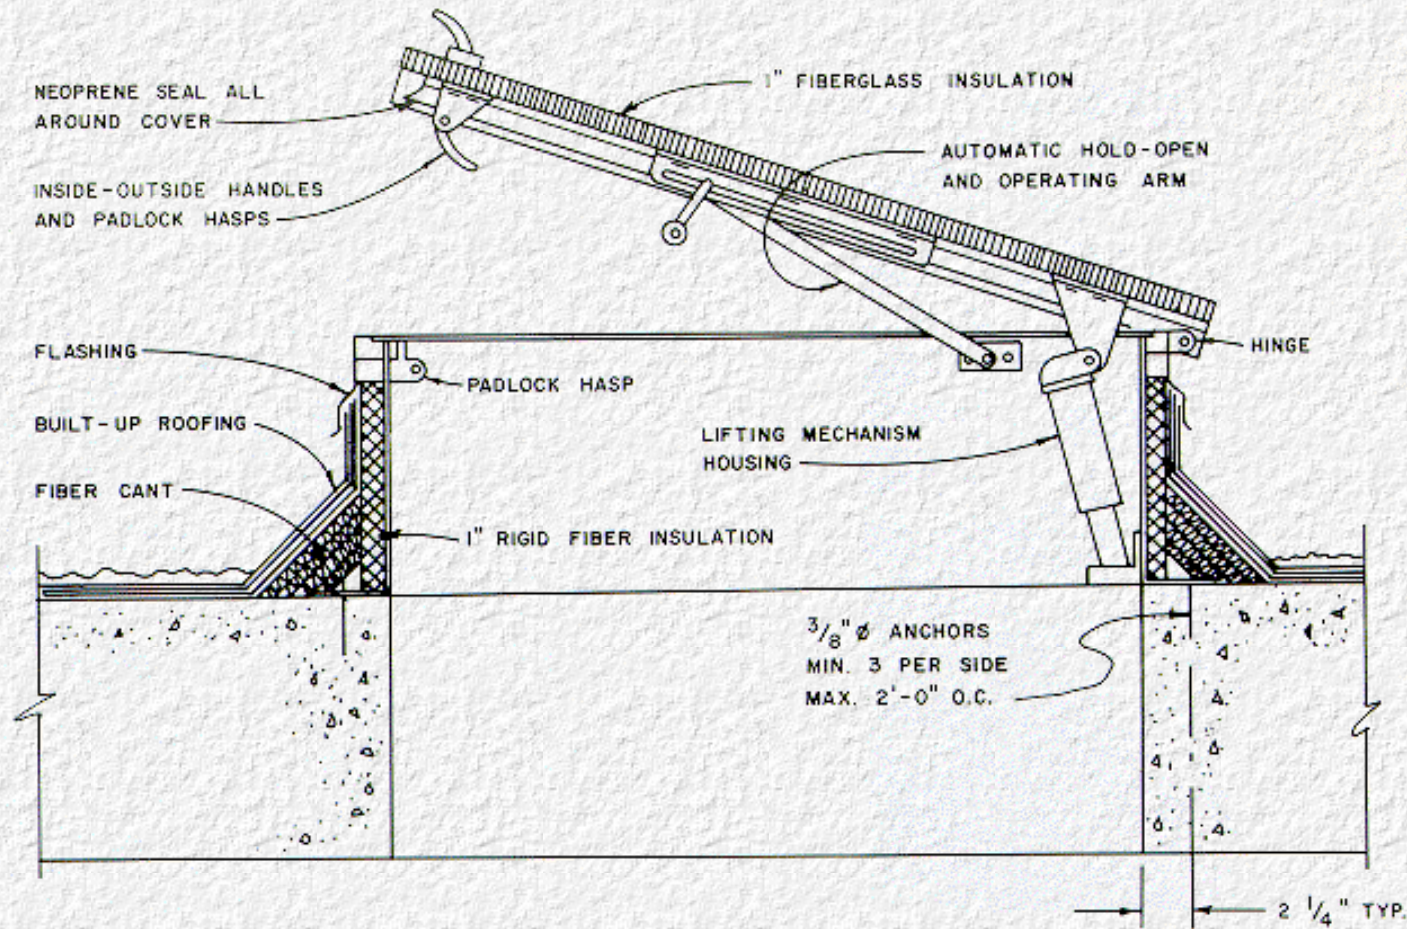 NEOPRENE SEAL ALL
AROUND COVER
1" FIBERGLASS INSULATION
AUTOMATIC HOLD-OPEN
AND OPERATING ARM
INSIDE-OUTSIDE HANDLES
AND PADLOCK HASPS
FLASHING
HINGE
PADLOCK HASP
BUILT-UP ROOFING
LIFTING MECHANISM
HOUSING
FIBER CANT
1" RIGID FIBER INSULATION
3/8" Ø ANCHORS
MIN. 3 PER SIDE
MAX. 2'-0" O.C.
2 1/4" TYP.